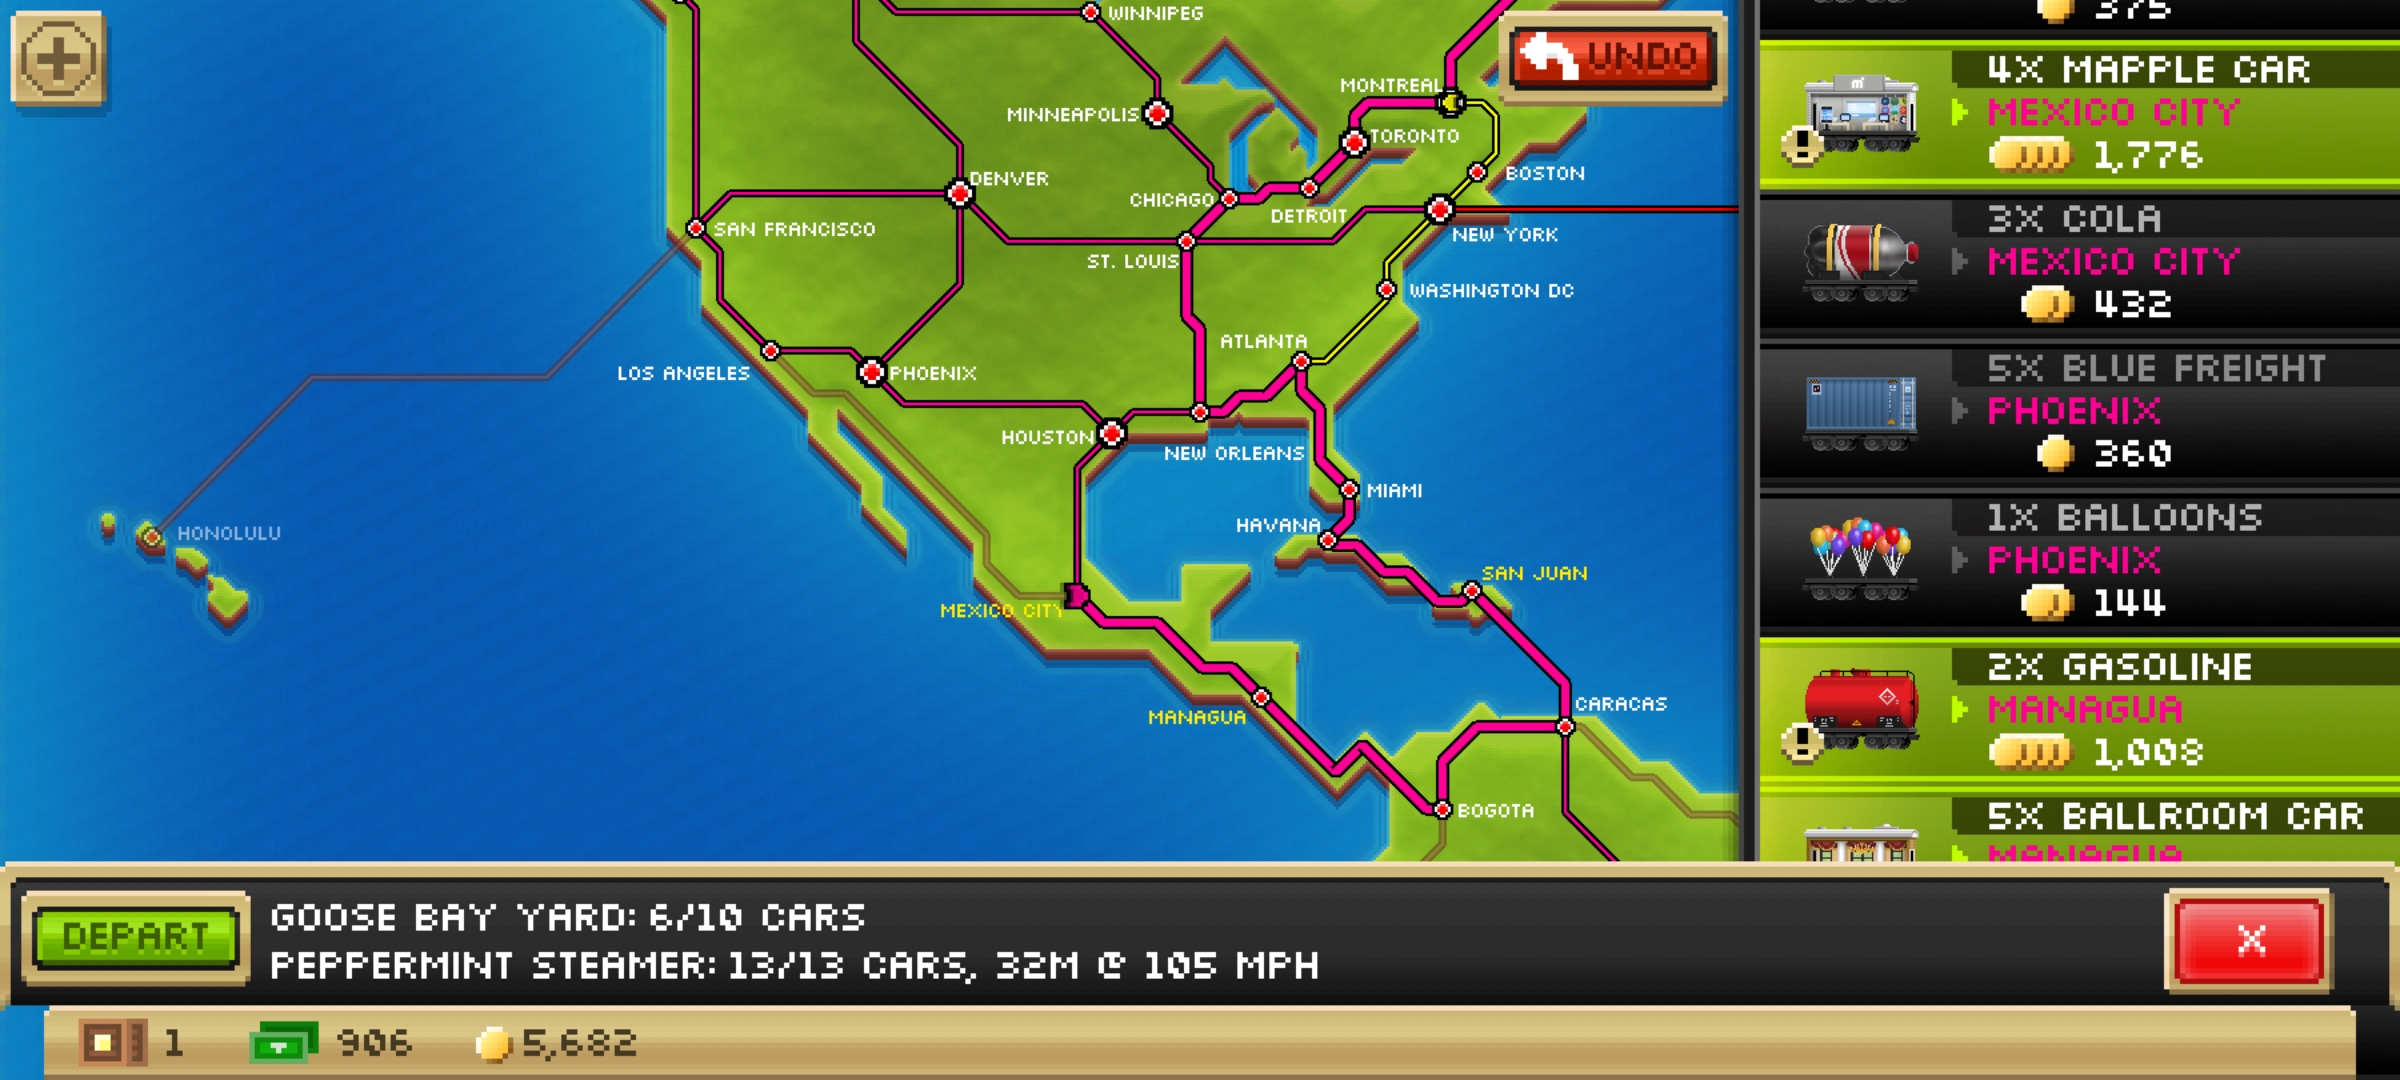 WINNIPEG
UNDO
MONTREAL
MINNEAPOLIS
TORONTO
DENVER
BOSTON
CHICAGO
DETROIT
SAN FRANCISCO
NEW YORK
ST. LOUIS
WASHINGTON DC
ATLANTA
LOS ANGELES
PHOENIX
HOUSTON
NEW ORLEANS
MIAMI
HAVANA
HONOLULU
SAN JUAN
MEXICO CITY
MANAGUA
CARACAS
BOGOTA
375
4X MAPPLE CAR
MEXICO CITY
1,776
3X COLA
MEXICO CITY
432
5X BLUE FREIGHT
PHOENIX
360
1X BALLOONS
PHOENIX
144
2X GASOLINE
MANAGUA
1,008
5X BALLROOM CAR
MANAGUA
DEPART
GOOSE BAY YARD: 6/10 CARS
PEPPERMINT STEAMER: 13/13 CARS, 32M @ 105 MPH
X
1
906
5,682